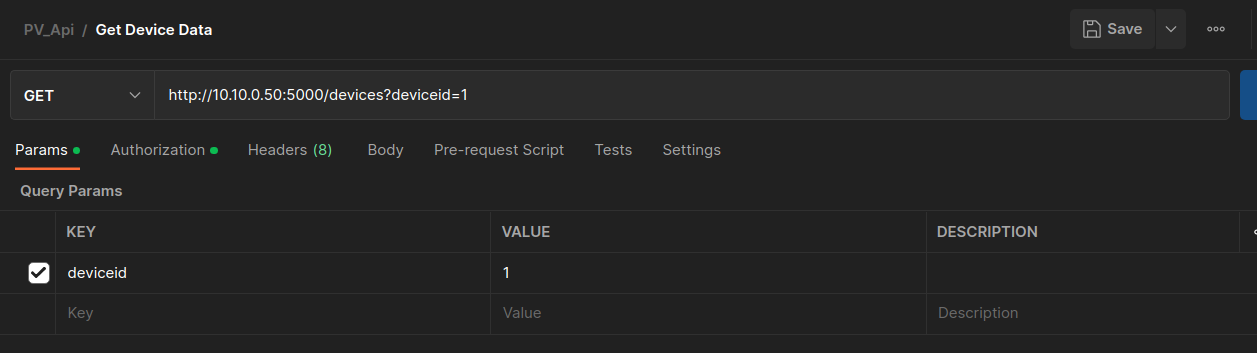 PV_Api / Get Device Data
Save
GET
http://10.10.0.50:5000/devices?deviceid=1
Params Authorization Headers (8) Body Pre-request Script Tests Settings
Query Params
KEY VALUE DESCRIPTION
deviceid 1
Key Value Description